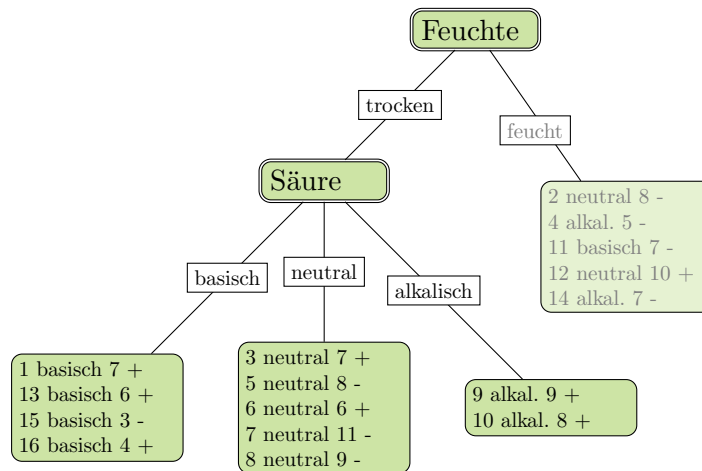 Feuchte
trocken
feucht
Säure
2 neutral 8 -
4 alkal. 5 -
11 basisch 7 -
12 neutral 10 +
14 alkal. 7 -
basisch
neutral
alkalisch
1 basisch 7 +
13 basisch 6 +
15 basisch 3 -
16 basisch 4 +
3 neutral 7 +
5 neutral 8 -
6 neutral 6 +
7 neutral 11 -
8 neutral 9 -
9 alkal. 9 +
10 alkal. 8 +